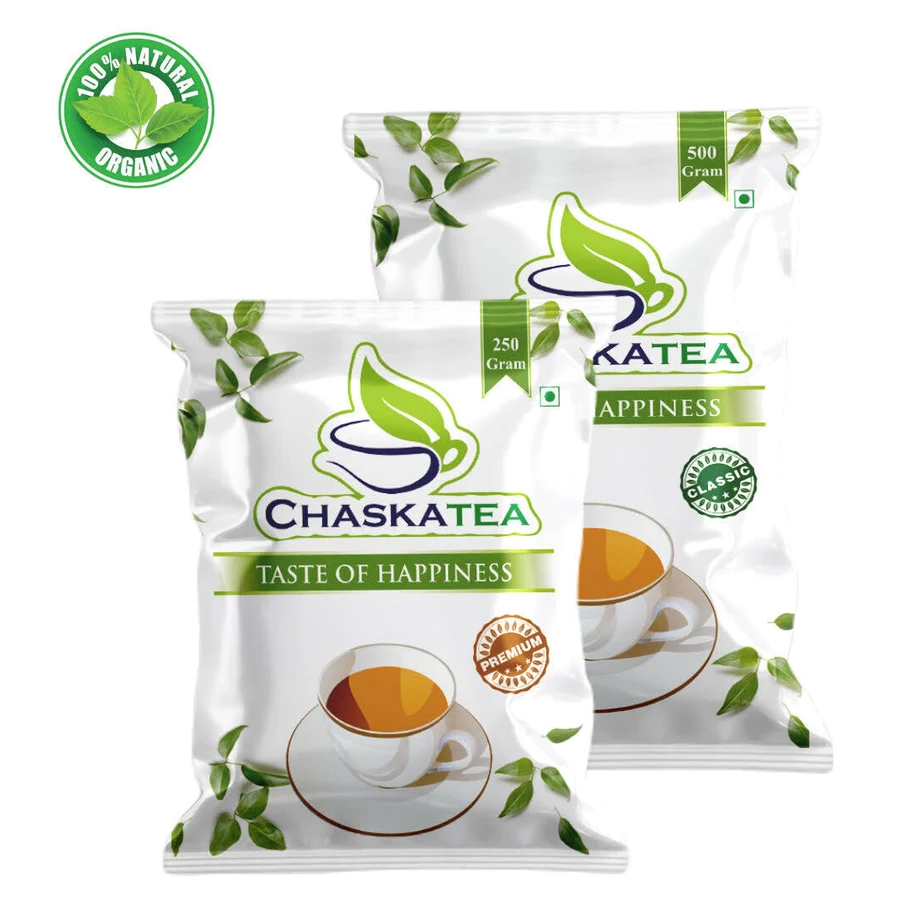 100% NATURAL
ORGANIC
500
Gram
KATEA
HAPPINESS
CLASSIC
250
Gram
CHASKATEA
TASTE OF HAPPINESS
PREMIUM